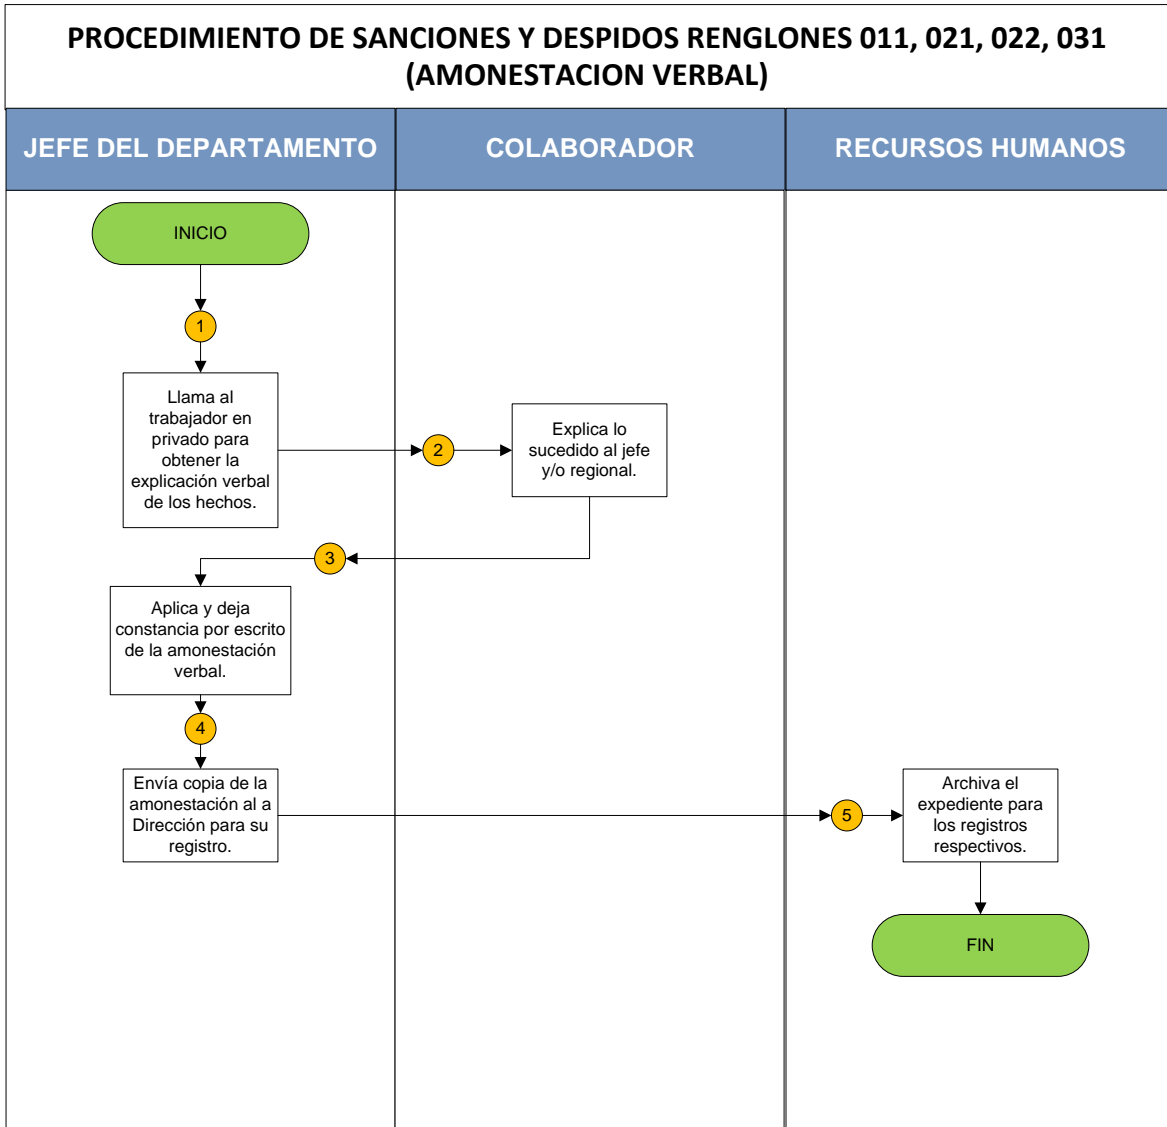 PROCEDIMIENTO DE SANCIONES Y DESPIDOS RENGLONES 011, 021, 022, 031
(AMONESTACION VERBAL)
JEFE DEL DEPARTAMENTO
COLABORADOR
RECURSOS HUMANOS
INICIO
1
Llama al
trabajador en
privado para
obtener la
explicación verbal
de los hechos.
2
Explica lo
sucedido al jefe
y/o regional.
3
Aplica y deja
constancia por escrito
de la amonestación
verbal.
4
Envía copia de la
amonestación al a
Dirección para su
registro.
5
Archiva el
expediente para
los registros
respectivos.
FIN